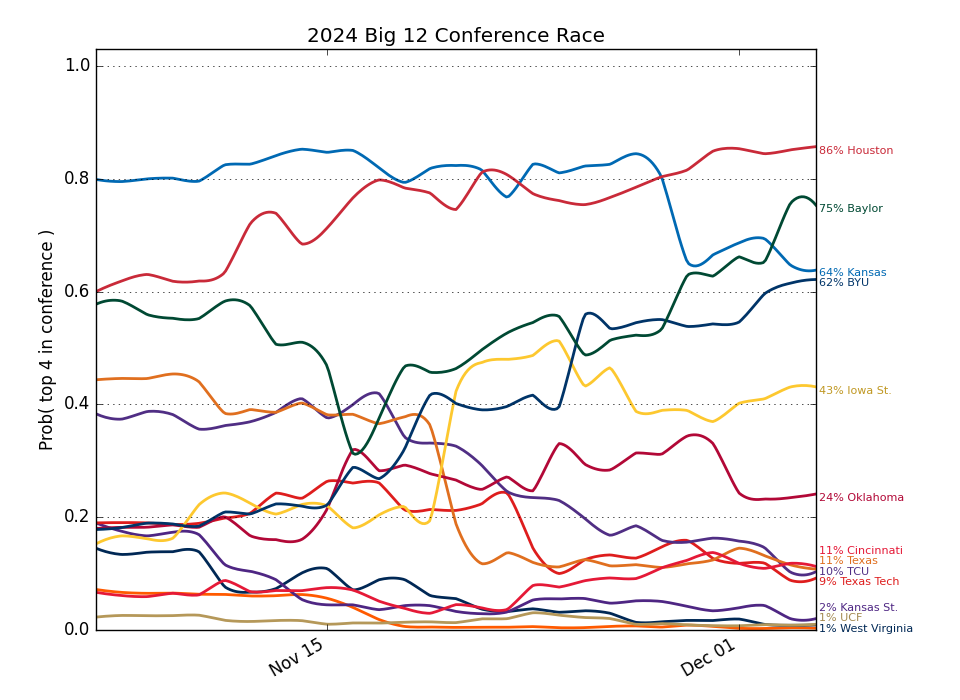 2024 Big 12 Conference Race
1.0
0.8
0.6
0.4
0.2
0.0
Prob( top 4 in conference )
Nov 15
Dec 01
86% Houston
75% Baylor
64% Kansas
62% BYU
43% Iowa St.
24% Oklahoma
11% Cincinnati
11% Texas
10% TCU
9% Texas Tech
2% Kansas St.
1% UCF
1% West Virginia